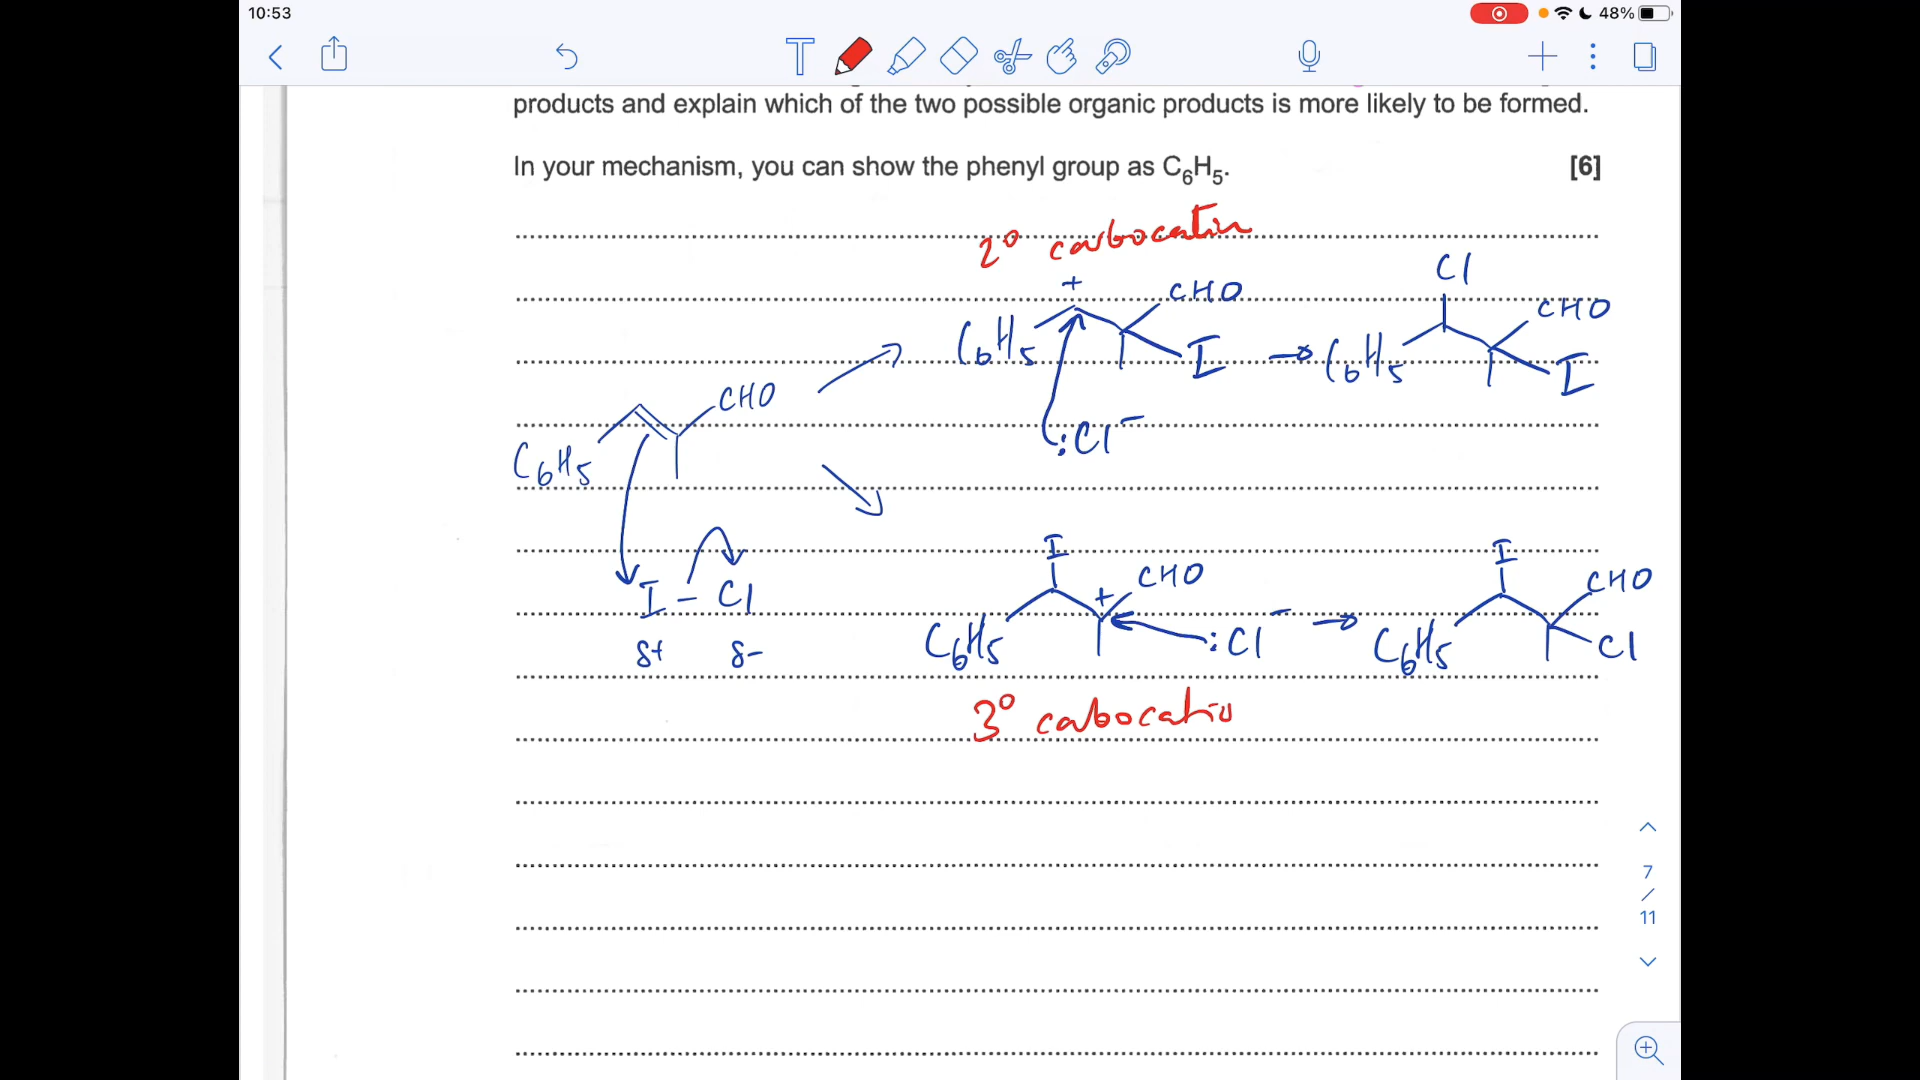 10:53
48%
T
products and explain which of the two possible organic products is more likely to be formed.
In your mechanism, you can show the phenyl group as C₆H₅.
[6]
2° carbocatin
+
C₆H₅
CHO
I
:Cl⁻
Cl
C₆H₅
CHO
I
C₆H₅
CHO
I - Cl
δ+ δ-
I
C₆H₅
+
CHO
:Cl⁻
I
C₆H₅
CHO
Cl
3° carbocatio
7
/
11